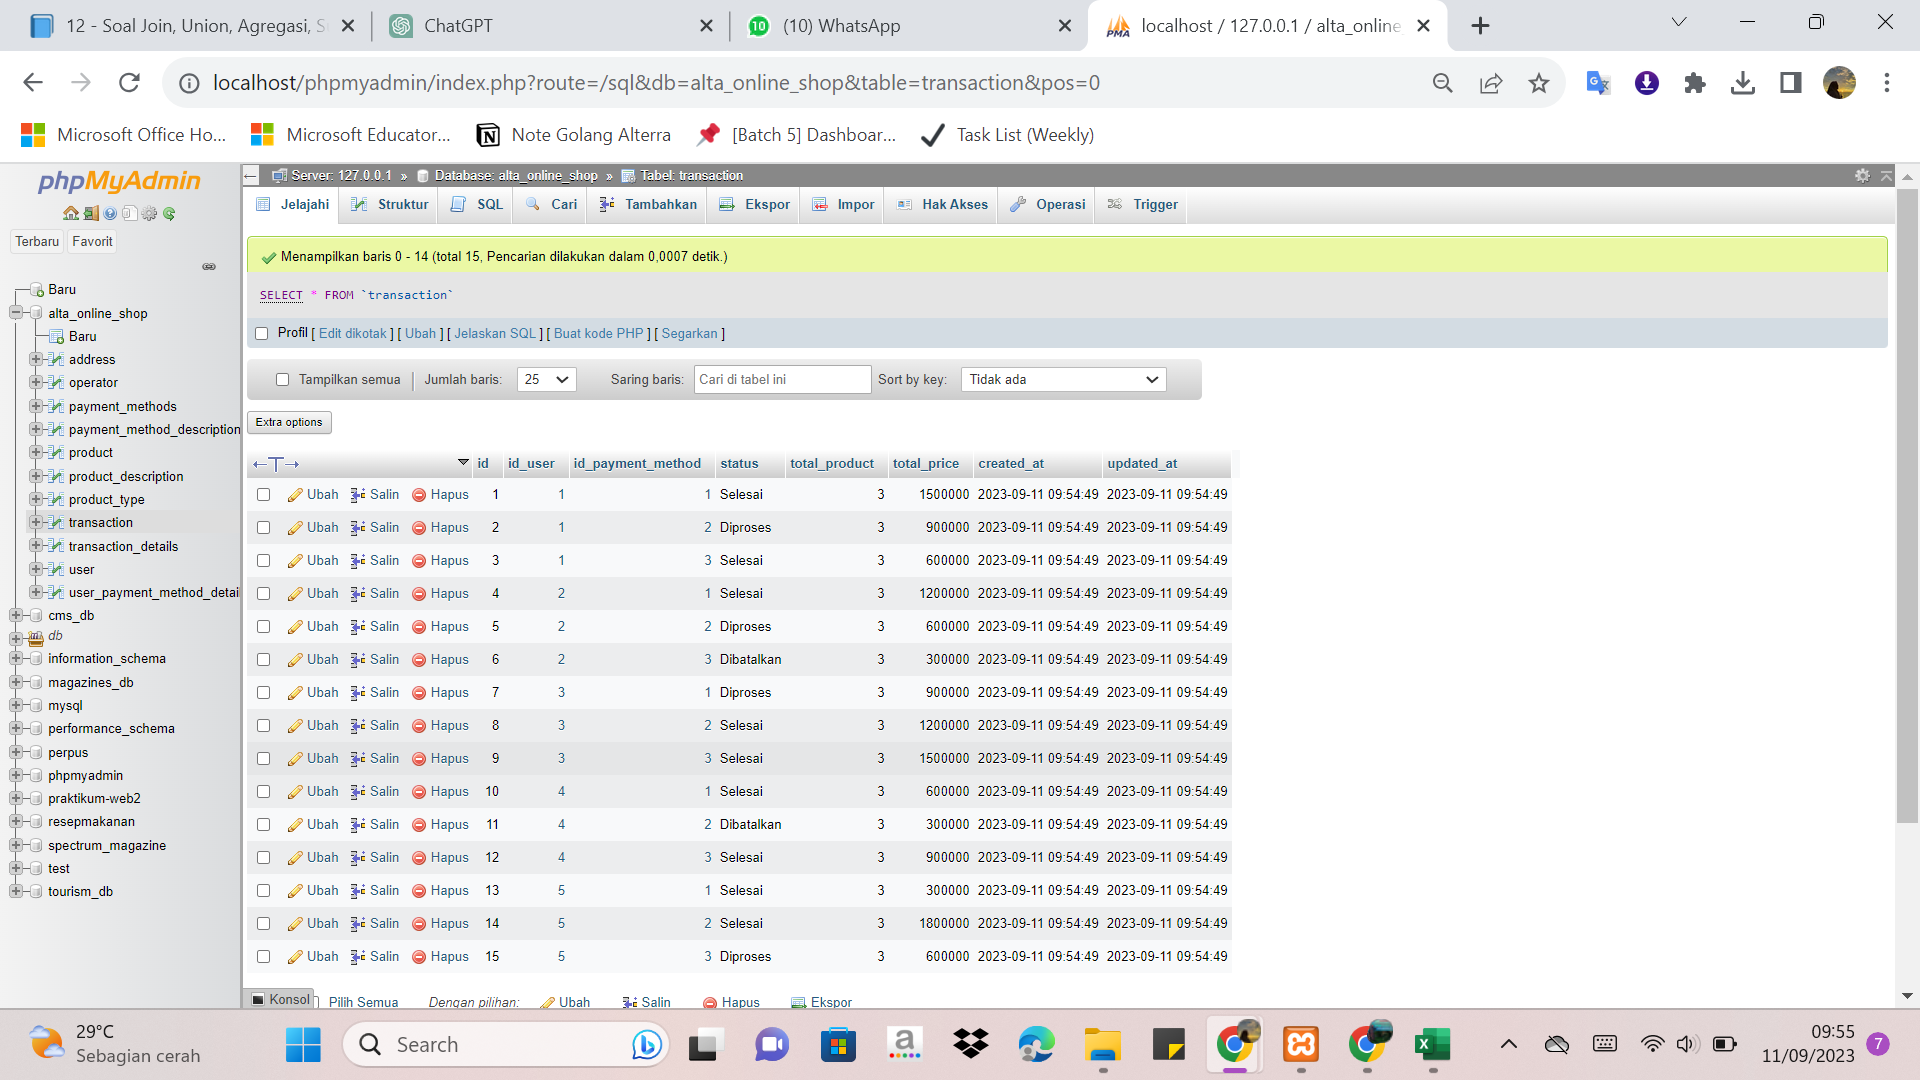 12 - Soal Join, Union, Agregasi, S
ChatGPT
10 (10) WhatsApp
PMA localhost / 127.0.0.1 / alta_online_
localhost/phpmyadmin/index.php?route=/sql&db=alta_online_shop&table=transaction&pos=0
Microsoft Office Ho...
Microsoft Educator...
Note Golang Alterra
[Batch 5] Dashboar...
Task List (Weekly)
phpMyAdmin
Terbaru Favorit
Baru
alta_online_shop
Baru
address
operator
payment_methods
payment_method_description
product
product_description
product_type
transaction
transaction_details
user
user_payment_method_detai
cms_db
db
information_schema
magazines_db
mysql
performance_schema
perpus
phpmyadmin
praktikum-web2
resepmakanan
spectrum_magazine
test
tourism_db
Server: 127.0.0.1 » Database: alta_online_shop » Tabel: transaction
Jelajahi Struktur SQL Cari Tambahkan Ekspor Impor Hak Akses Operasi Trigger
Menampilkan baris 0 - 14 (total 15, Pencarian dilakukan dalam 0,0007 detik.)
SELECT * FROM `transaction`
Profil [ Edit dikotak ] [ Ubah ] [ Jelaskan SQL ] [ Buat kode PHP ] [ Segarkan ]
Tampilkan semua | Jumlah baris: 25 Saring baris: Cari di tabel ini Sort by key: Tidak ada
Extra options
id id_user id_payment_method status total_product total_price created_at updated_at
Ubah Salin Hapus 1 1 1 Selesai 3 1500000 2023-09-11 09:54:49 2023-09-11 09:54:49
Ubah Salin Hapus 2 1 2 Diproses 3 900000 2023-09-11 09:54:49 2023-09-11 09:54:49
Ubah Salin Hapus 3 1 3 Selesai 3 600000 2023-09-11 09:54:49 2023-09-11 09:54:49
Ubah Salin Hapus 4 2 1 Selesai 3 1200000 2023-09-11 09:54:49 2023-09-11 09:54:49
Ubah Salin Hapus 5 2 2 Diproses 3 600000 2023-09-11 09:54:49 2023-09-11 09:54:49
Ubah Salin Hapus 6 2 3 Dibatalkan 3 300000 2023-09-11 09:54:49 2023-09-11 09:54:49
Ubah Salin Hapus 7 3 1 Diproses 3 900000 2023-09-11 09:54:49 2023-09-11 09:54:49
Ubah Salin Hapus 8 3 2 Selesai 3 1200000 2023-09-11 09:54:49 2023-09-11 09:54:49
Ubah Salin Hapus 9 3 3 Selesai 3 1500000 2023-09-11 09:54:49 2023-09-11 09:54:49
Ubah Salin Hapus 10 4 1 Selesai 3 600000 2023-09-11 09:54:49 2023-09-11 09:54:49
Ubah Salin Hapus 11 4 2 Dibatalkan 3 300000 2023-09-11 09:54:49 2023-09-11 09:54:49
Ubah Salin Hapus 12 4 3 Selesai 3 900000 2023-09-11 09:54:49 2023-09-11 09:54:49
Ubah Salin Hapus 13 5 1 Selesai 3 300000 2023-09-11 09:54:49 2023-09-11 09:54:49
Ubah Salin Hapus 14 5 2 Selesai 3 1800000 2023-09-11 09:54:49 2023-09-11 09:54:49
Ubah Salin Hapus 15 5 3 Diproses 3 600000 2023-09-11 09:54:49 2023-09-11 09:54:49
Konsol Pilih Semua Dengan pilihan: Ubah Salin Hapus Ekspor
29°C
Sebagian cerah
Search
09:55
11/09/2023
7